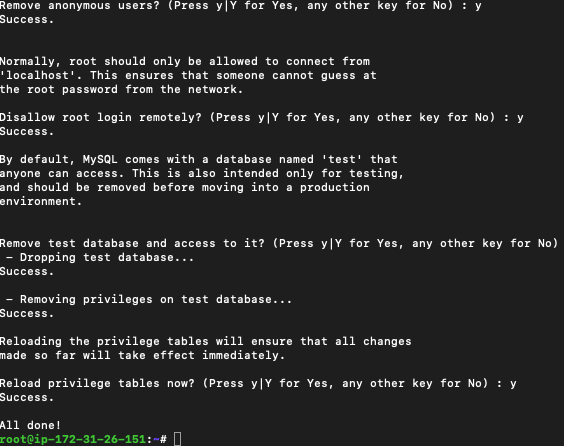 Remove anonymous users? (Press y|Y for Yes, any other key for No) : y
Success.
Normally, root should only be allowed to connect from
'localhost'. This ensures that someone cannot guess at
the root password from the network.
Disallow root login remotely? (Press y|Y for Yes, any other key for No) : y
Success.
By default, MySQL comes with a database named 'test' that
anyone can access. This is also intended only for testing,
and should be removed before moving into a production
environment.
Remove test database and access to it? (Press y|Y for Yes, any other key for No)
 - Dropping test database...
Success.
 - Removing privileges on test database...
Success.
Reloading the privilege tables will ensure that all changes
made so far will take effect immediately.
Reload privilege tables now? (Press y|Y for Yes, any other key for No) : y
Success.
All done!
root@ip-172-31-26-151:~#